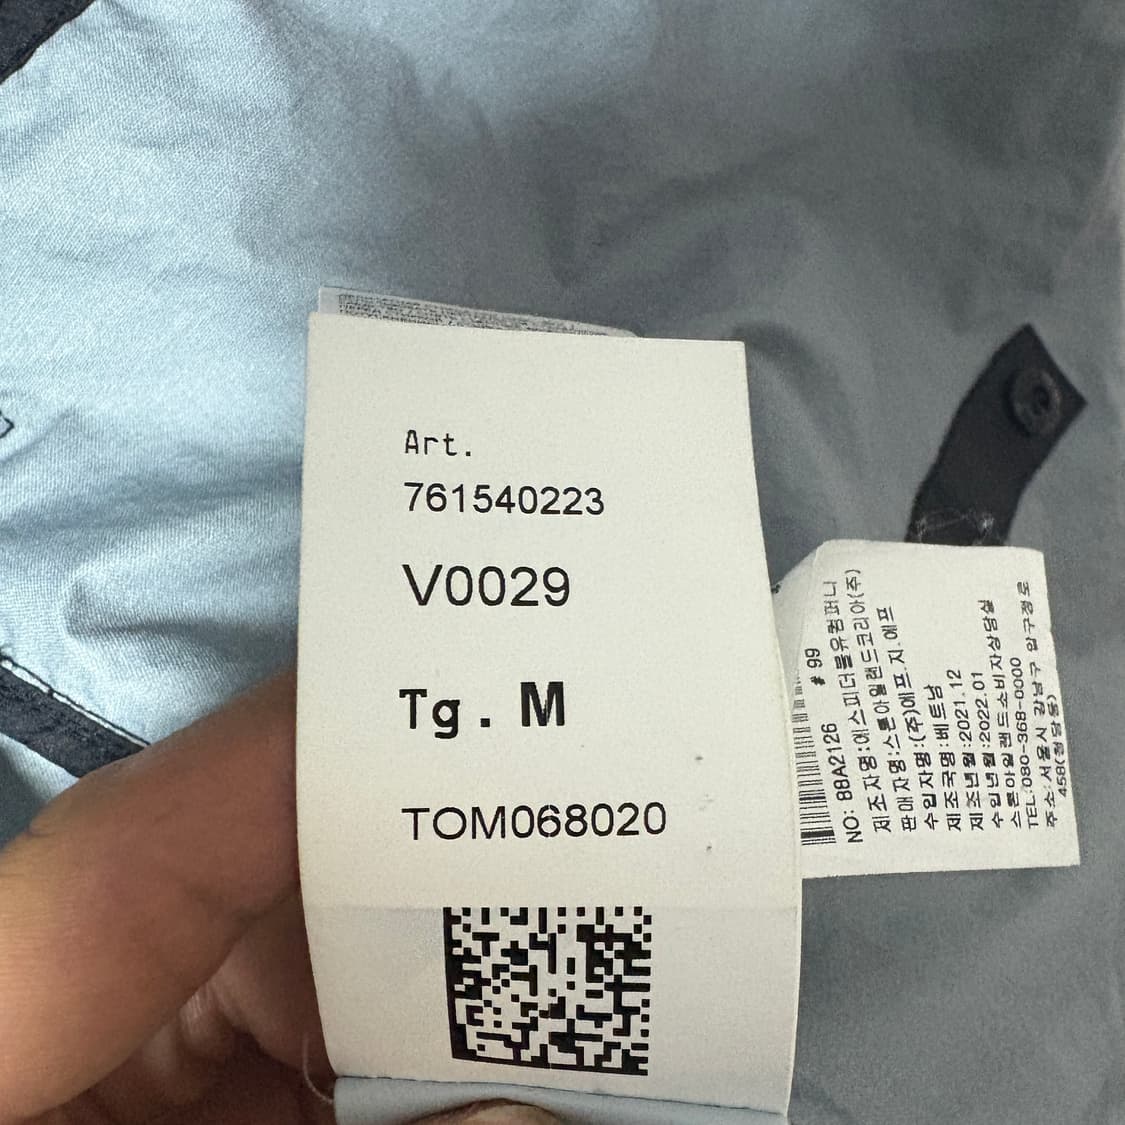 Art.
761540223
V0029
Tg. M
TOM068020
# 99
NO: 88A2126
제조자명:에스피더블유컴퍼니
판매자명:스톤아일랜드코리아(주)
수입자명:(주)에프.지.에프
제조국명:베트남
제조년월:2021.12
수입년월:2022.01
스톤아일랜드소비자상담실
TEL:080-368-0000
주소:서울시 강남구 압구정로
458(청담동)